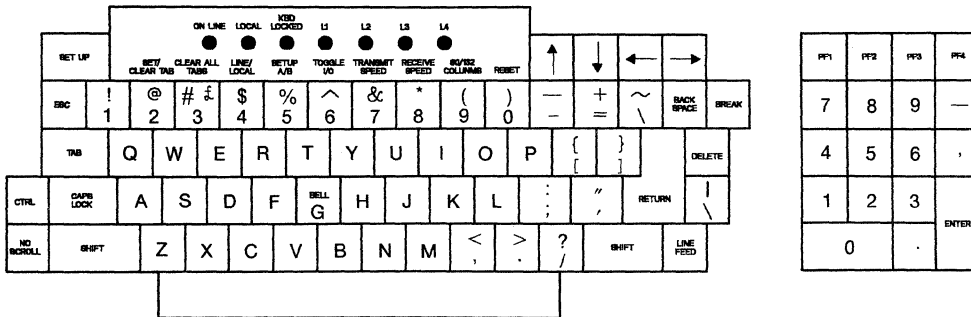 KBD
ON LINE LOCAL LOCKED L1 L2 L3 L4
SET UP
SET/ CLEAR ALL LINE/ SETUP TOGGLE TRANSMIT RECEIVE 80/132
CLEAR TAB TABS LOCAL A/B I/O SPEED SPEED COLUMNS RESET
↑ ↓ ← →
PF1 PF2 PF3 PF4
! @ # £ $ % ^ & * ( ) — + ~
ESC 1 2 3 4 5 6 7 8 9 0 - = \ BACK SPACE BREAK
7 8 9 —
TAB Q W E R T Y U I O P { } DELETE
[ ]
4 5 6 ,
CTRL CAPS LOCK A S D F BELL G H J K L : ; " ' RETURN | \
1 2 3 ENTER
NO SCROLL SHIFT Z X C V B N M < , > . ? / SHIFT LINE FEED
0 .